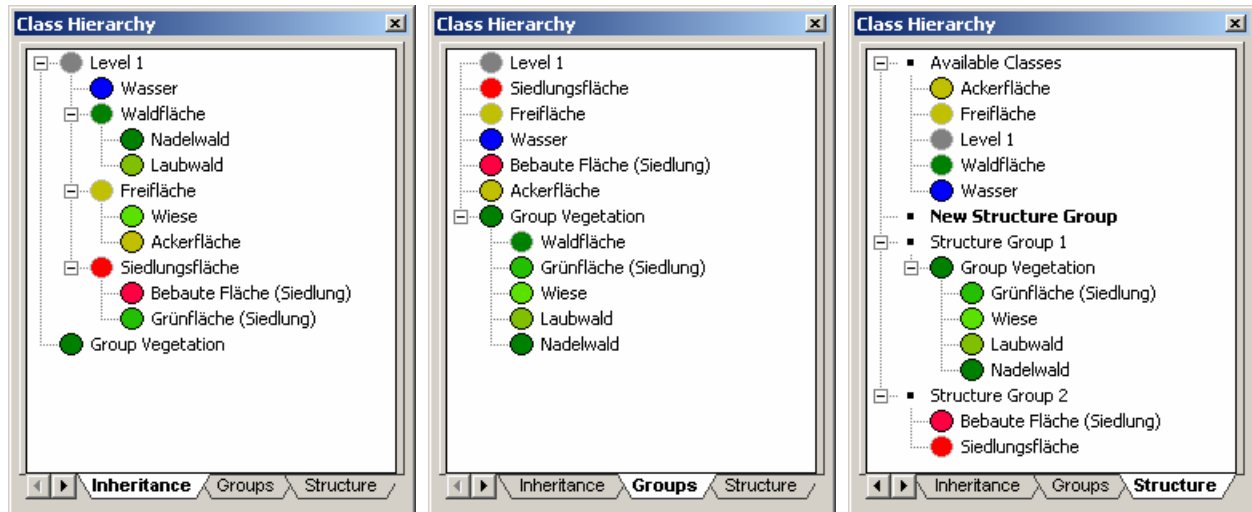 Class Hierarchy
Level 1
Wasser
Waldfläche
Nadelwald
Laubwald
Freifläche
Wiese
Ackerfläche
Siedlungsfläche
Bebaute Fläche (Siedlung)
Grünfläche (Siedlung)
Group Vegetation
Inheritance Groups Structure
Class Hierarchy
Level 1
Siedlungsfläche
Freifläche
Wasser
Bebaute Fläche (Siedlung)
Ackerfläche
Group Vegetation
Waldfläche
Grünfläche (Siedlung)
Wiese
Laubwald
Nadelwald
Inheritance Groups Structure
Class Hierarchy
Available Classes
Ackerfläche
Freifläche
Level 1
Waldfläche
Wasser
New Structure Group
Structure Group 1
Group Vegetation
Grünfläche (Siedlung)
Wiese
Laubwald
Nadelwald
Structure Group 2
Bebaute Fläche (Siedlung)
Siedlungsfläche
Inheritance Groups Structure